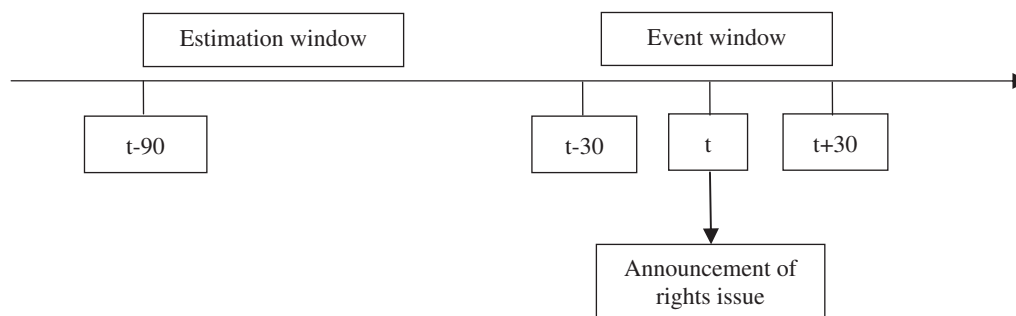 Estimation window
Event window
t-90
t-30
t
t+30
Announcement of
rights issue